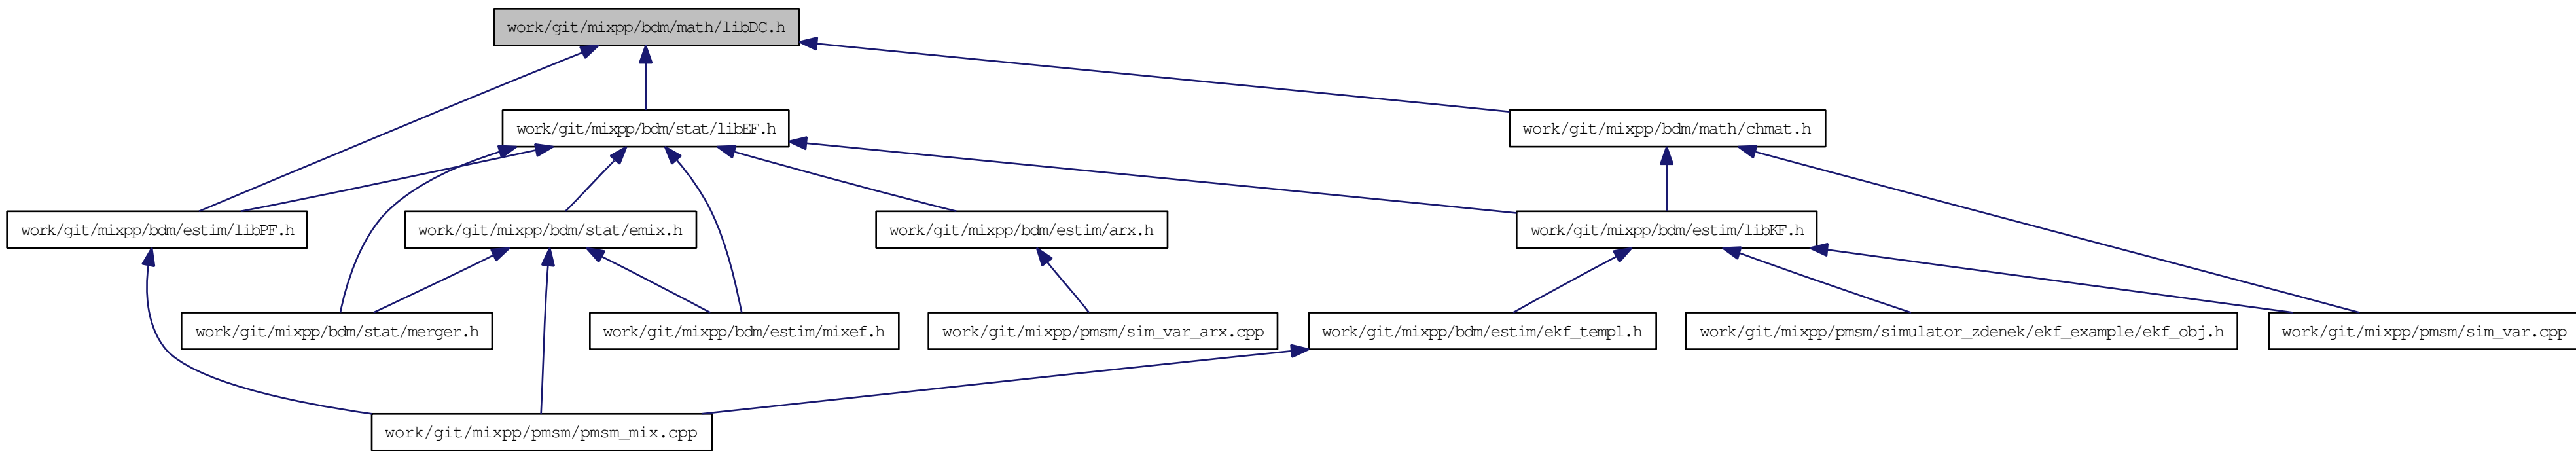 work/git/mixpp/bdm/math/libDC.h
work/git/mixpp/bdm/stat/libEF.h
work/git/mixpp/bdm/math/chmat.h
work/git/mixpp/bdm/estim/libPF.h
work/git/mixpp/bdm/stat/emix.h
work/git/mixpp/bdm/estim/arx.h
work/git/mixpp/bdm/estim/libKF.h
work/git/mixpp/bdm/stat/merger.h
work/git/mixpp/bdm/estim/mixef.h
work/git/mixpp/pmsm/sim_var_arx.cpp
work/git/mixpp/bdm/estim/ekf_templ.h
work/git/mixpp/pmsm/simulator_zdenek/ekf_example/ekf_obj.h
work/git/mixpp/pmsm/sim_var.cpp
work/git/mixpp/pmsm/pmsm_mix.cpp